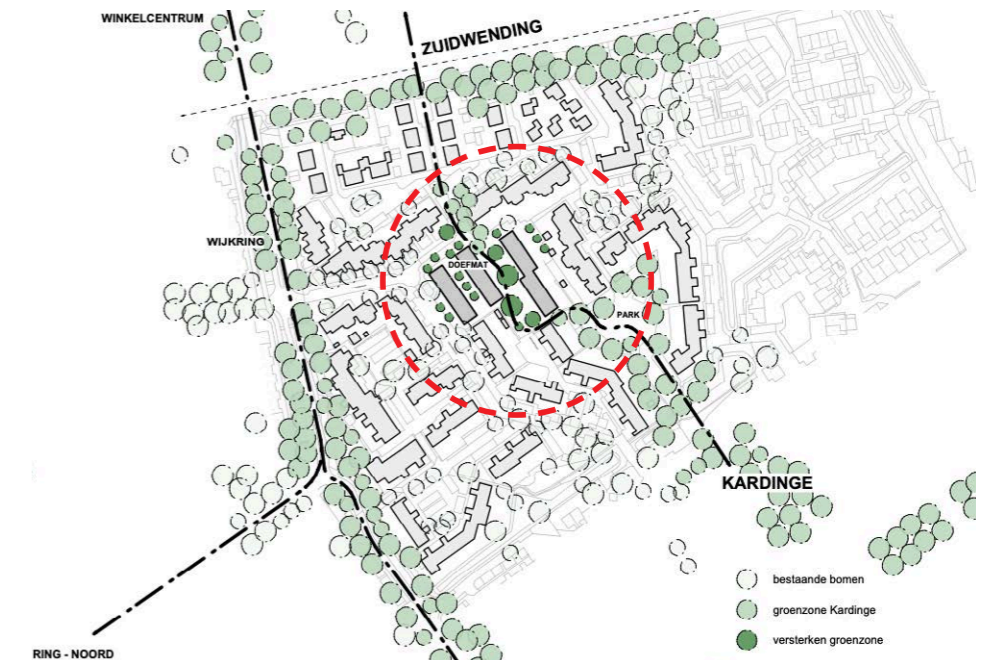 WINKELCENTRUM
ZUIDWENDING
WIJKRING
DOEFMAT
PARK
KARDINGE
bestaande bomen
groenzone Kardinge
versterken groenzone
RING - NOORD